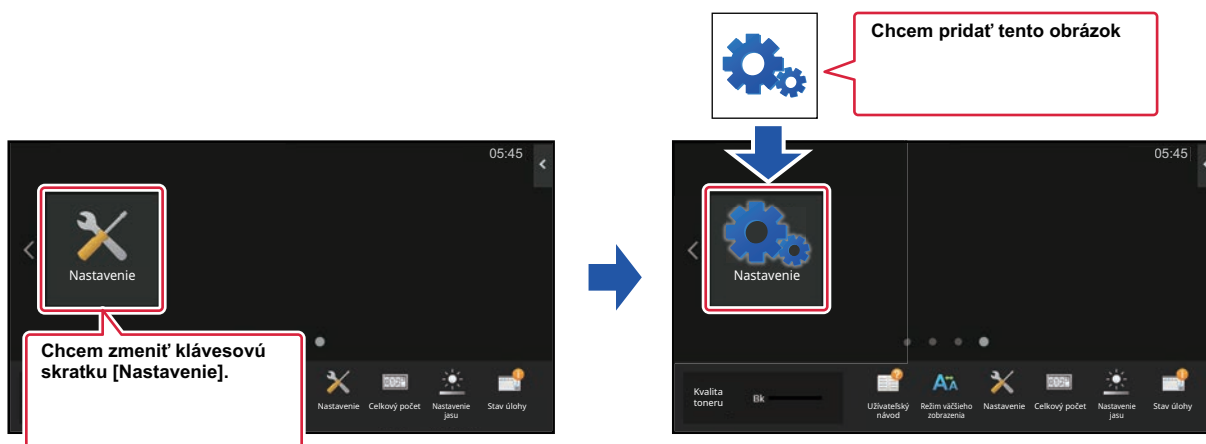 Chcem pridať tento obrázok
05:45
Nastavenie
Chcem zmeniť klávesovú
skratku [Nastavenie].
Nastavenie
Celkový počet
Nastavenie
jasu
Stav úlohy
05:45
Nastavenie
Kvalita
toneru
Bk
Užívateľský
návod
Režim väčšieho
zobrazenia
Nastavenie
Celkový počet
Nastavenie
jasu
Stav úlohy